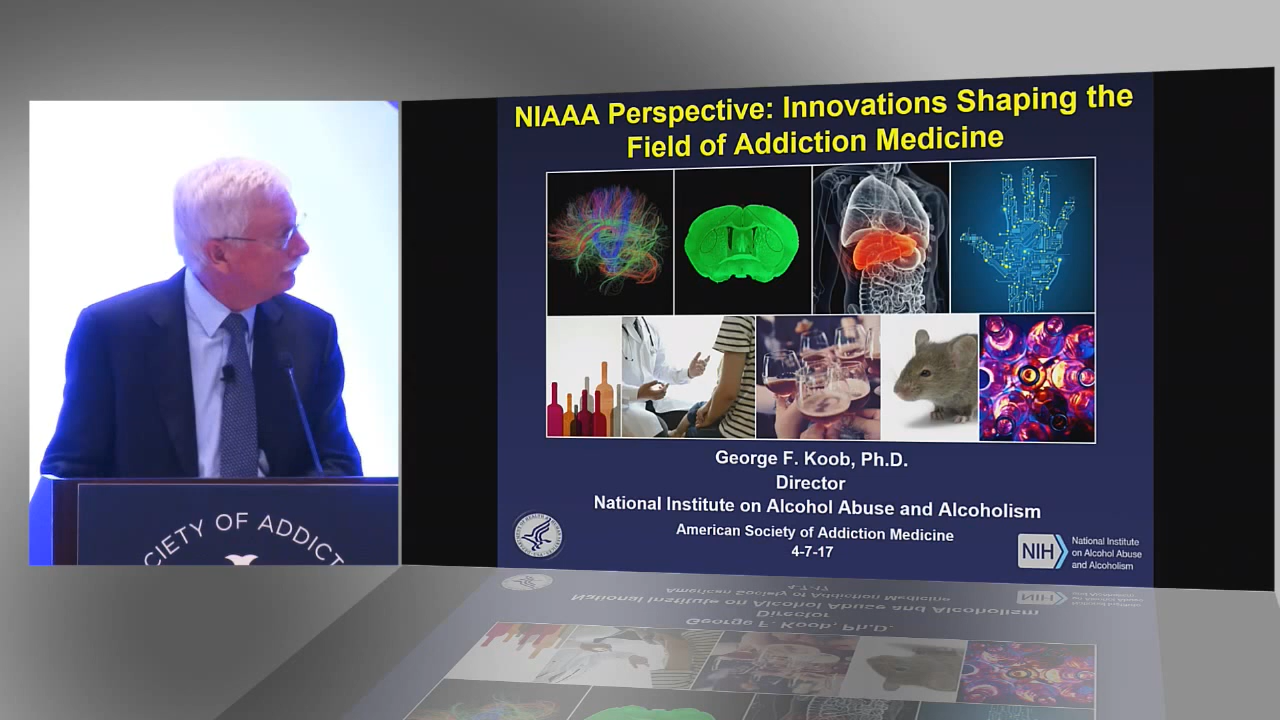 NIAAA Perspective: Innovations Shaping the
Field of Addiction Medicine
George F. Koob, Ph.D.
Director
National Institute on Alcohol Abuse and Alcoholism
American Society of Addiction Medicine
4-7-17
NIH
National Institute
on Alcohol Abuse
and Alcoholism
CIETY OF ADDICT